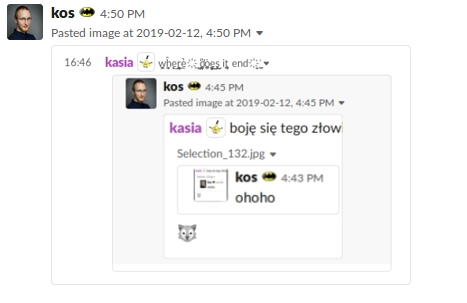 kos 4:50 PM
Pasted image at 2019-02-12, 4:50 PM
16:46 kasia where does it end
kos 4:45 PM
Pasted image at 2019-02-12, 4:45 PM
kasia boję się tego złowi
Selection_132.jpg
kos 4:43 PM
ohoho